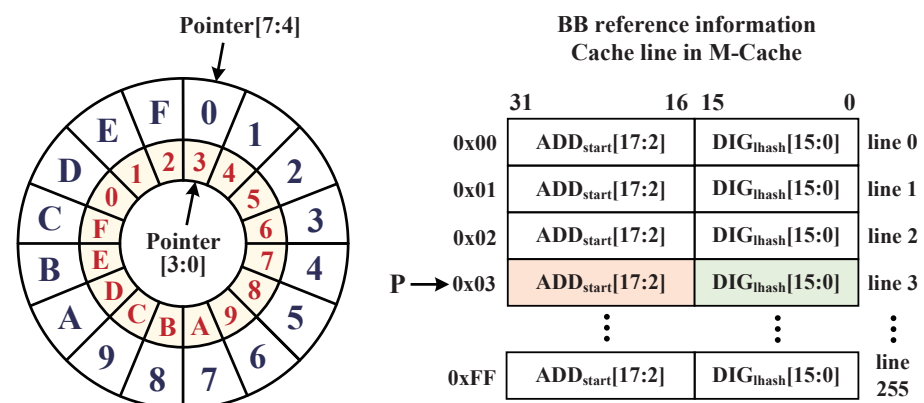 Pointer[7:4]
0
1
2
3
4
5
6
7
8
9
A
B
C
D
E
F
3
4
5
6
7
8
9
A
B
C
D
E
F
0
1
2
Pointer
[3:0]
BB reference information
Cache line in M-Cache
31 16 15 0
0x00 ADDstart[17:2] DIGlhash[15:0] line 0
0x01 ADDstart[17:2] DIGlhash[15:0] line 1
0x02 ADDstart[17:2] DIGlhash[15:0] line 2
P 0x03 ADDstart[17:2] DIGlhash[15:0] line 3
0xFF ADDstart[17:2] DIGlhash[15:0] line
255